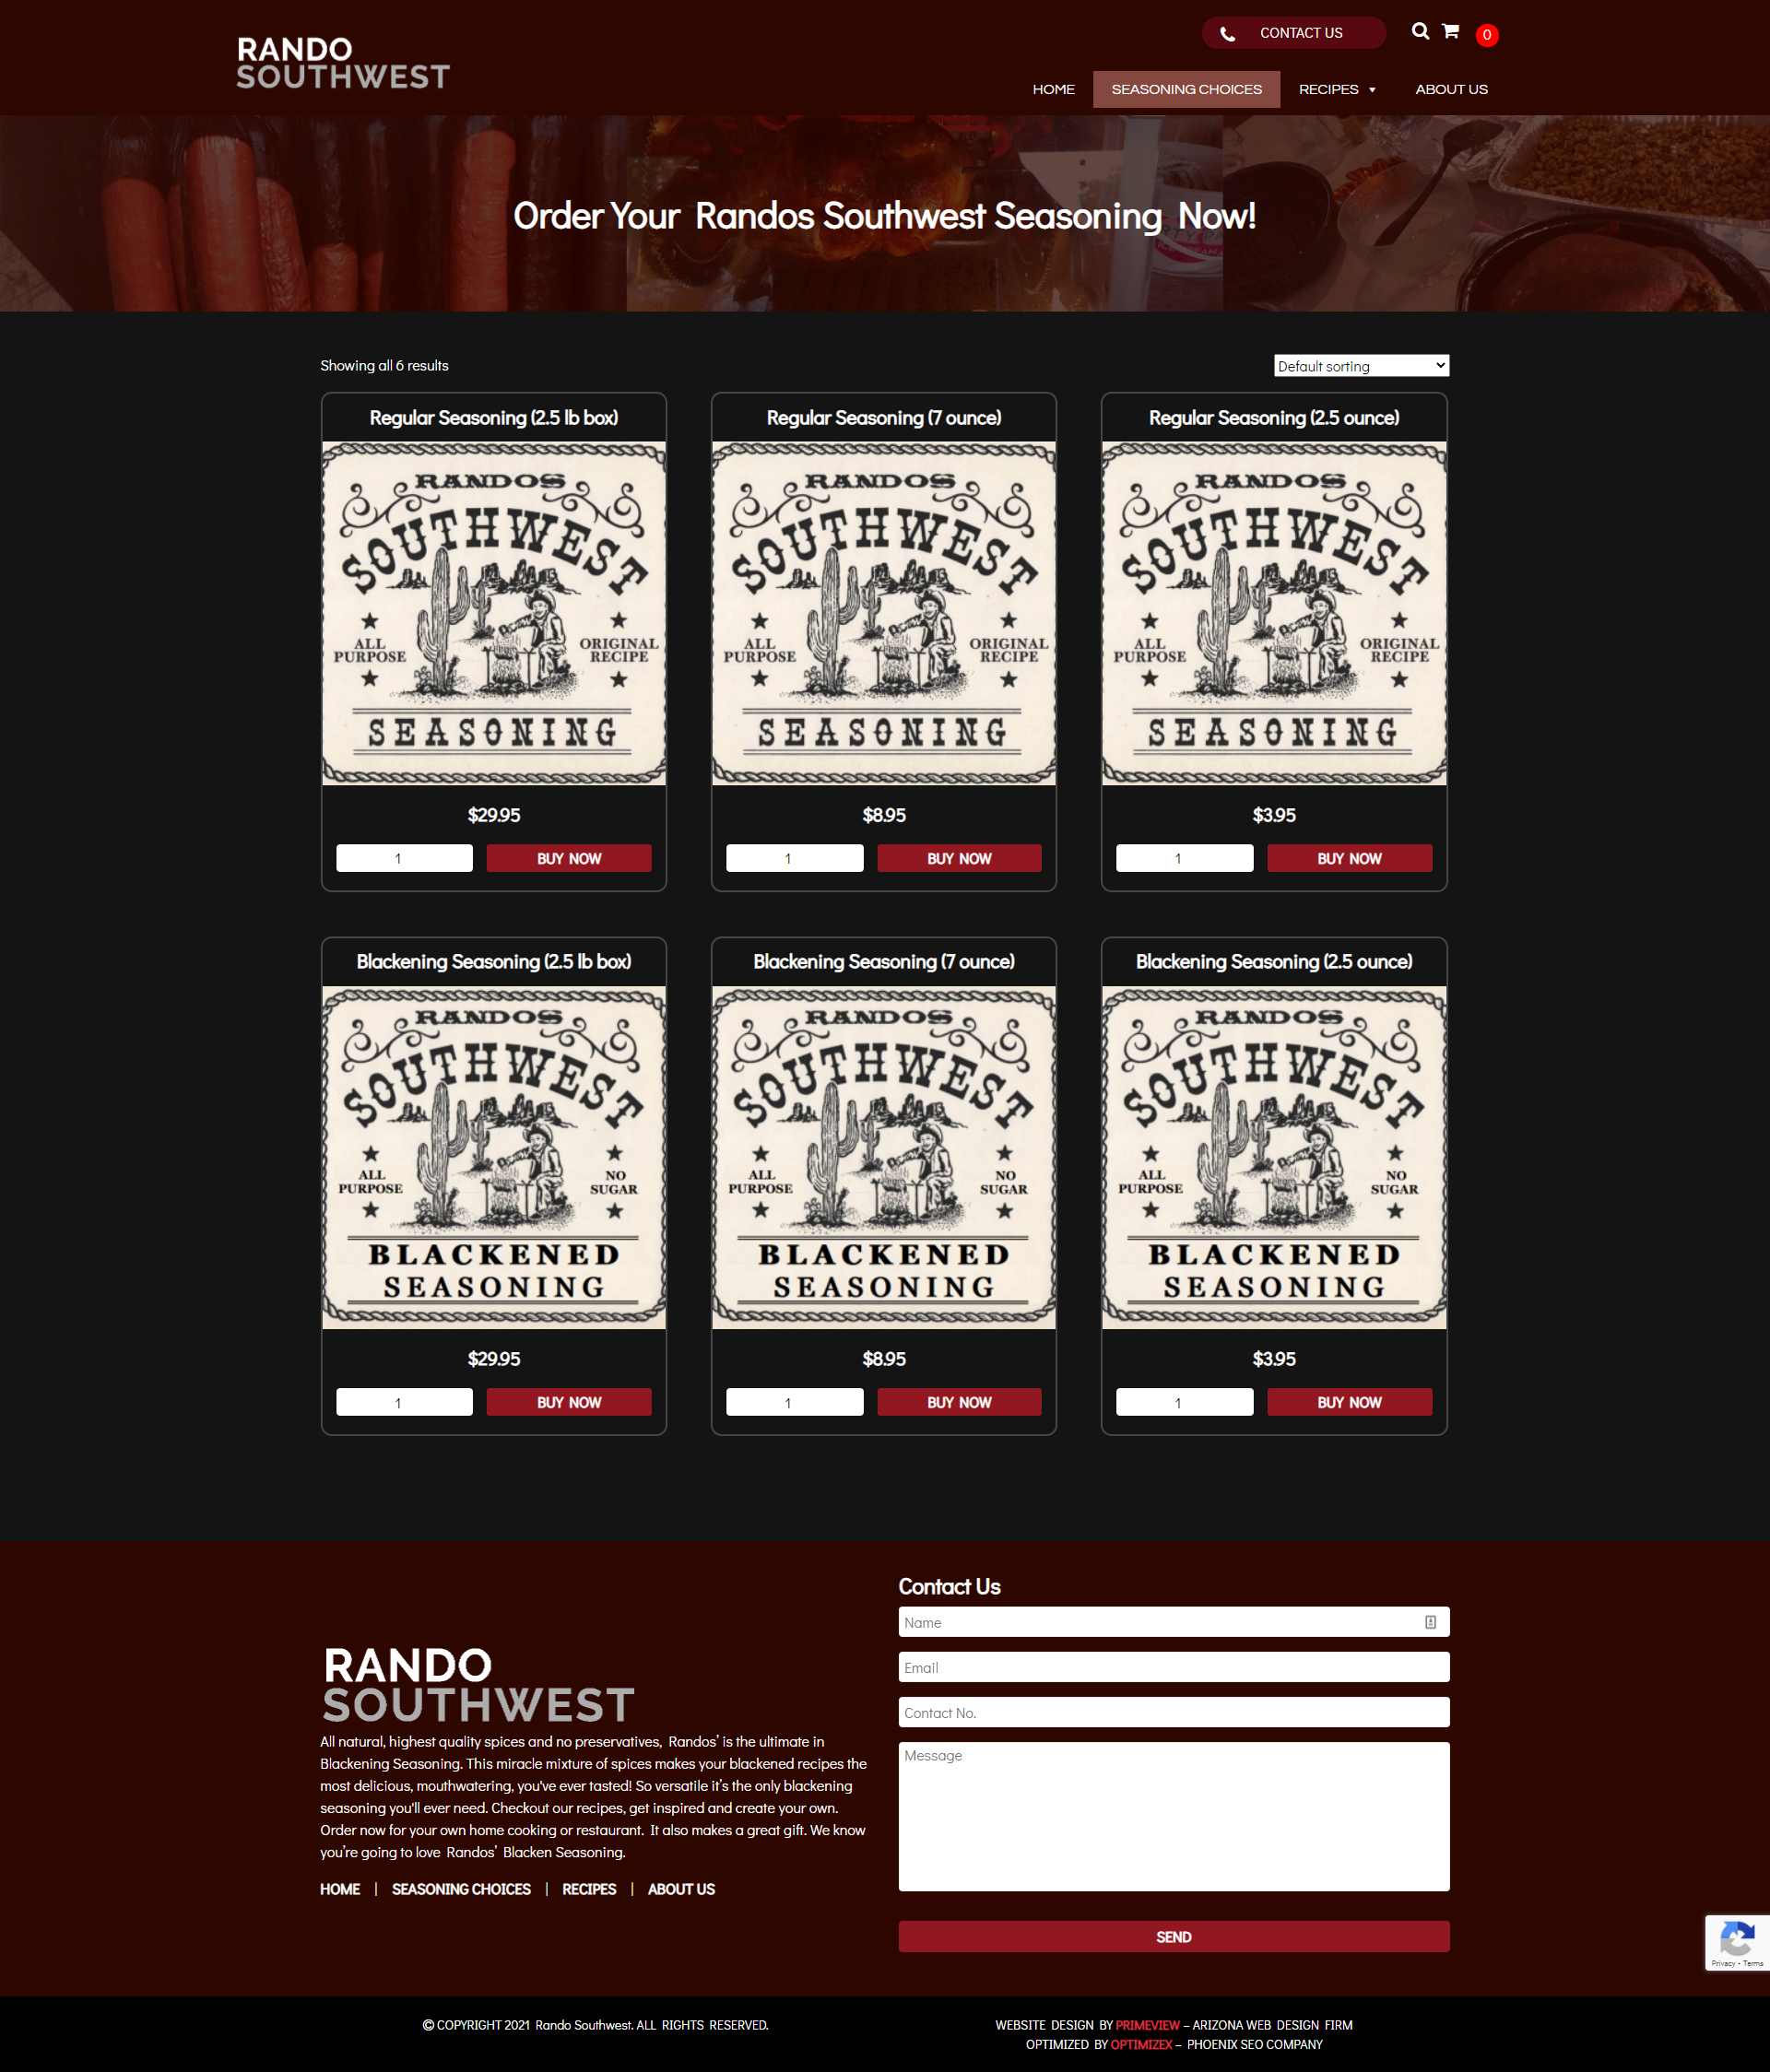 RANDO
SOUTHWEST
CONTACT US
0
HOME
SEASONING CHOICES
RECIPES
ABOUT US
Order Your Randos Southwest Seasoning Now!
Showing all 6 results
Default sorting
Regular Seasoning (2.5 lb box)
RANDOS
SOUTHWEST
ALL
PURPOSE
ORIGINAL
RECIPE
SEASONING
$29.95
1
BUY NOW
Regular Seasoning (7 ounce)
RANDOS
SOUTHWEST
ALL
PURPOSE
ORIGINAL
RECIPE
SEASONING
$8.95
1
BUY NOW
Regular Seasoning (2.5 ounce)
RANDOS
SOUTHWEST
ALL
PURPOSE
ORIGINAL
RECIPE
SEASONING
$3.95
1
BUY NOW
Blackening Seasoning (2.5 lb box)
RANDOS
SOUTHWEST
ALL
PURPOSE
NO
SUGAR
BLACKENED
SEASONING
$29.95
1
BUY NOW
Blackening Seasoning (7 ounce)
RANDOS
SOUTHWEST
ALL
PURPOSE
NO
SUGAR
BLACKENED
SEASONING
$8.95
1
BUY NOW
Blackening Seasoning (2.5 ounce)
RANDOS
SOUTHWEST
ALL
PURPOSE
NO
SUGAR
BLACKENED
SEASONING
$3.95
1
BUY NOW
RANDO
SOUTHWEST
All natural, highest quality spices and no preservatives, Randos’ is the ultimate in
Blackening Seasoning. This miracle mixture of spices makes your blackened recipes the
most delicious, mouthwatering, you've ever tasted! So versatile it’s the only blackening
seasoning you'll ever need. Checkout our recipes, get inspired and create your own.
Order now for your own home cooking or restaurant. It also makes a great gift. We know
you’re going to love Randos’ Blacken Seasoning.
HOME | SEASONING CHOICES | RECIPES | ABOUT US
Contact Us
Name
Email
Contact No.
Message
SEND
Privacy - Terms
© COPYRIGHT 2021 Rando Southwest. ALL RIGHTS RESERVED.
WEBSITE DESIGN BY PRIMEVIEW – ARIZONA WEB DESIGN FIRM
OPTIMIZED BY OPTIMIZEX – PHOENIX SEO COMPANY